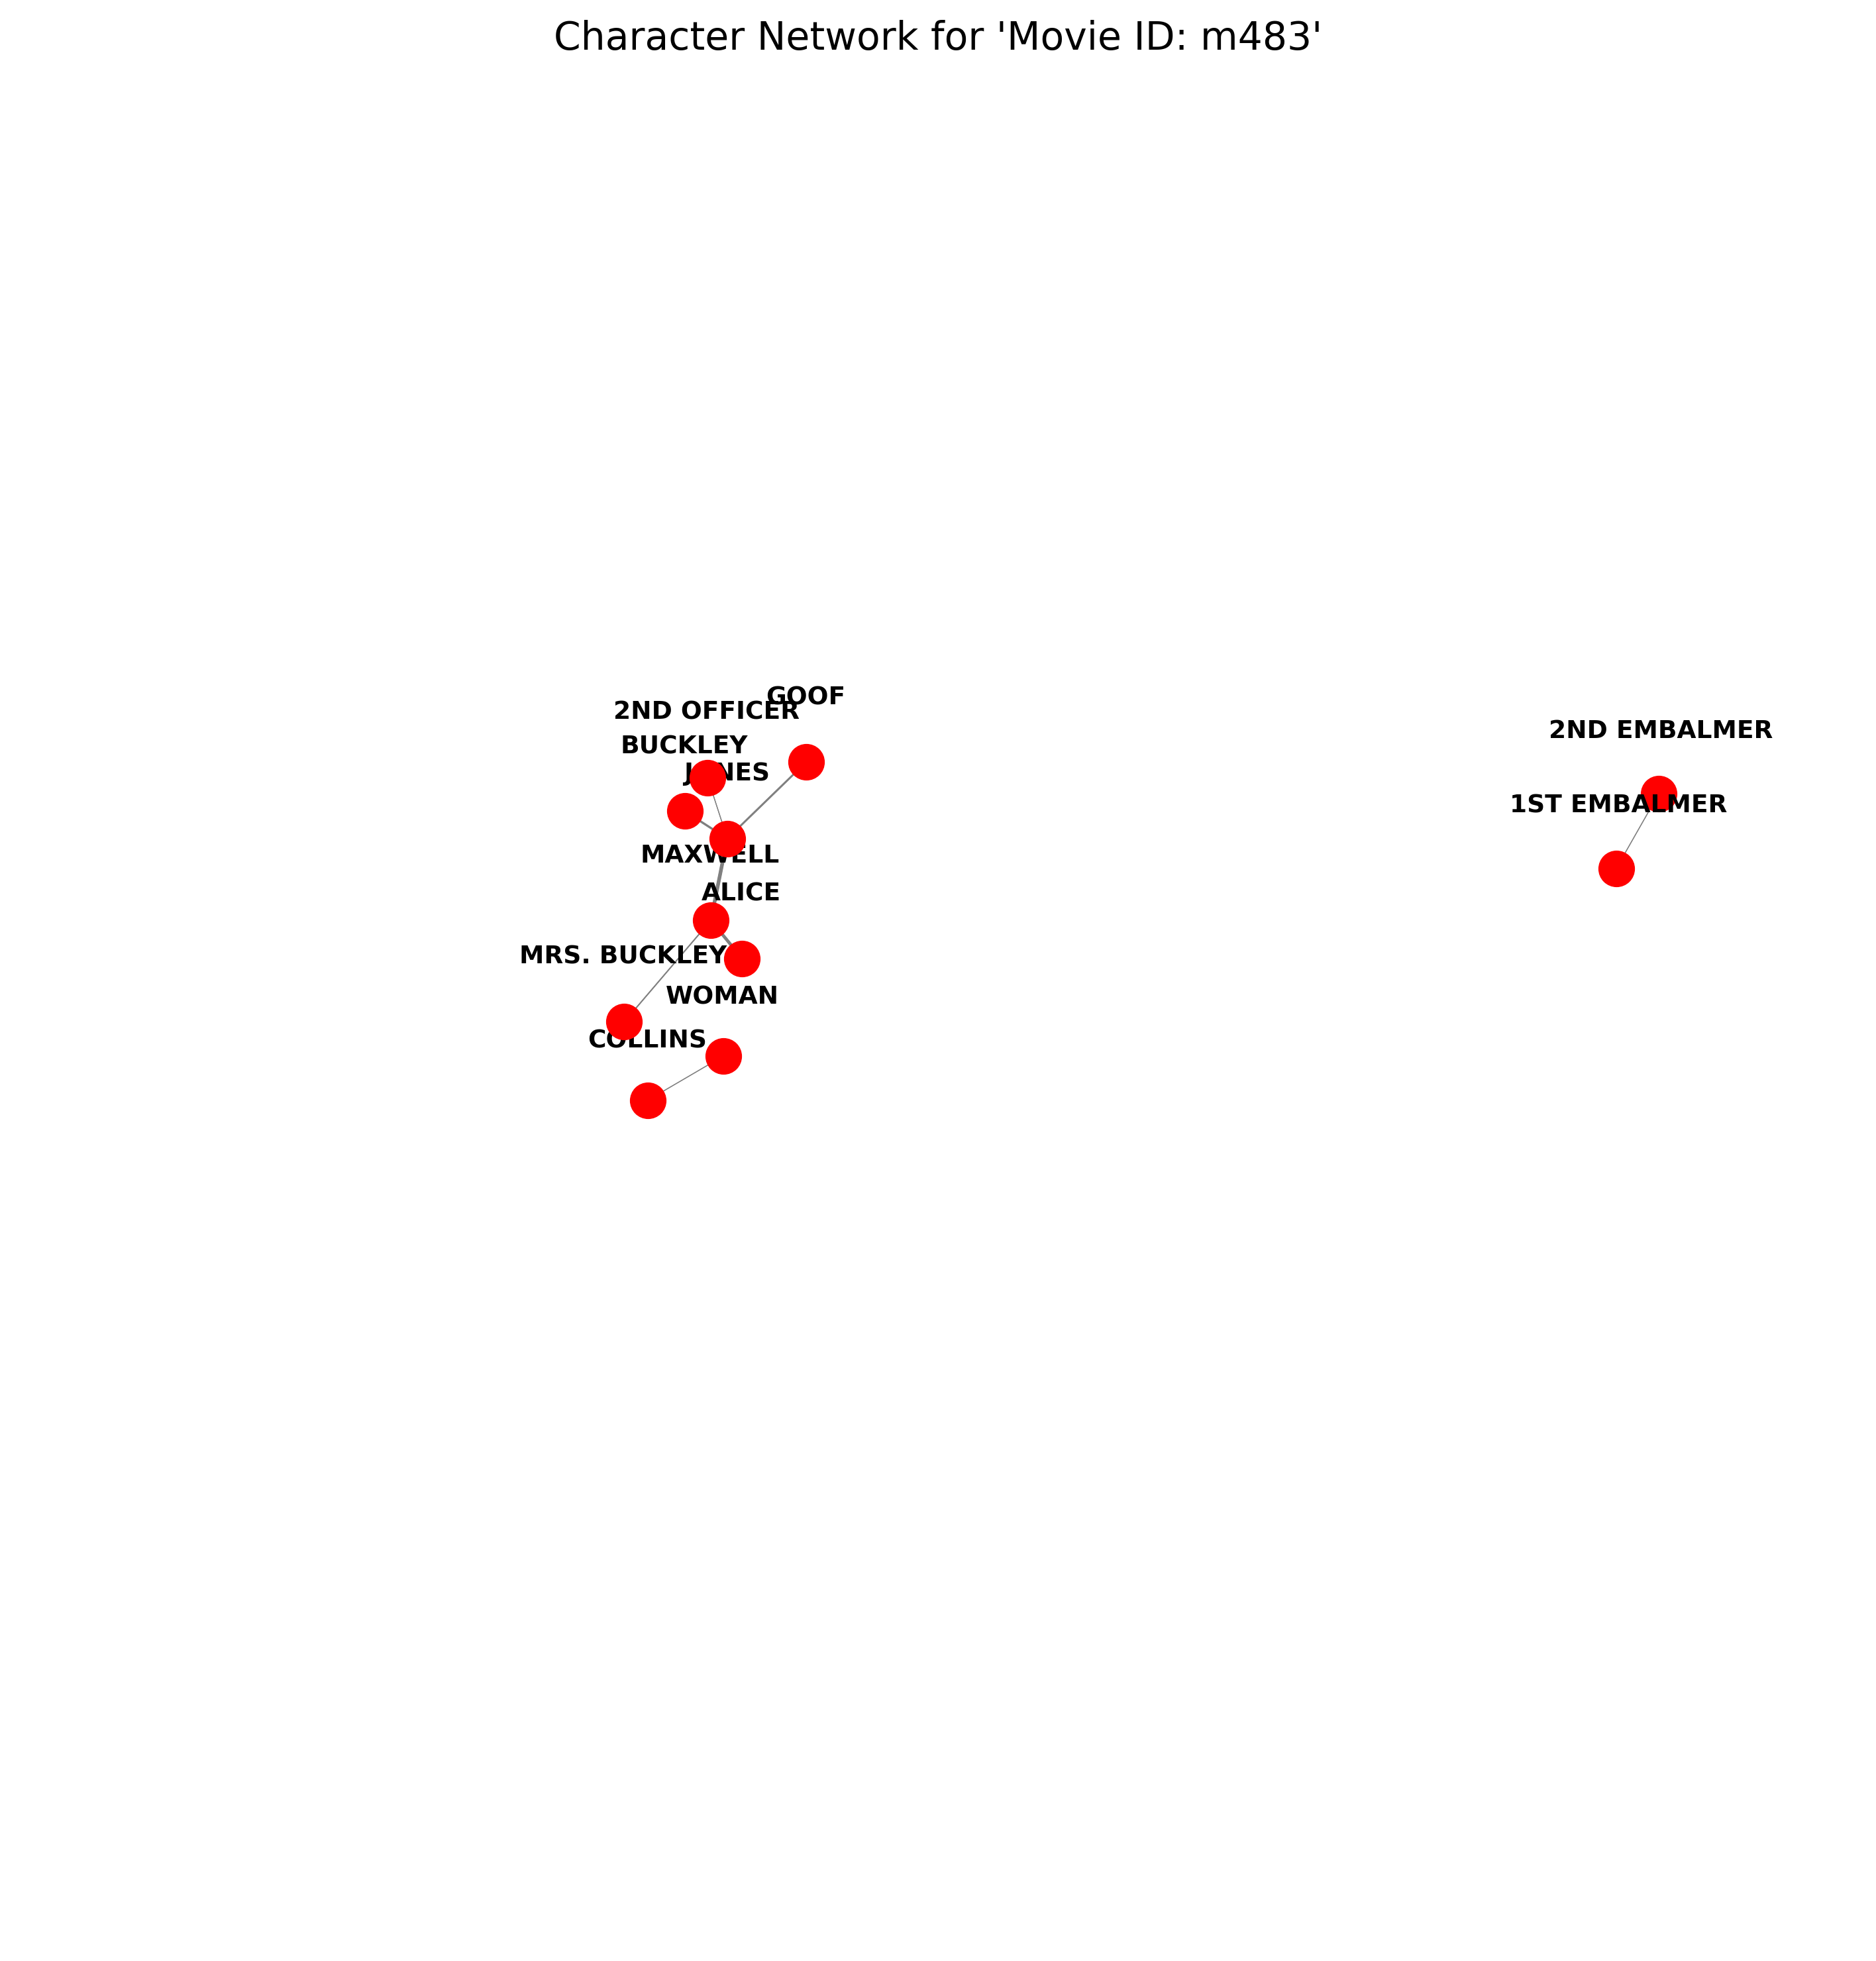 Character Network for 'Movie ID: m483'
GOOF
2ND OFFICER
2ND EMBALMER
BUCKLEY
JONES
1ST EMBALMER
MAXWELL
ALICE
MRS. BUCKLEY
WOMAN
COLLINS